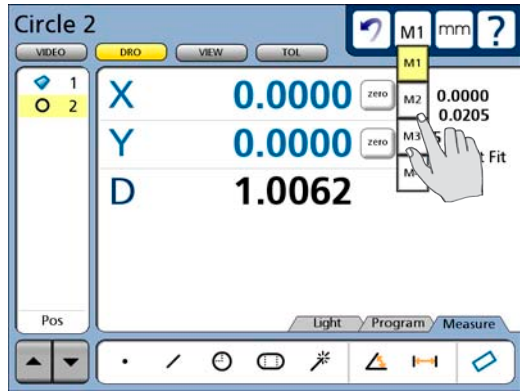 Circle 2
M1 mm ?
VIDEO DRO VIEW TOL
M1
M2
M3
1
2
X 0.0000 zero 0.0000
0.0205
Y 0.0000 zero Fit
D 1.0062
Pos
Light Program Measure